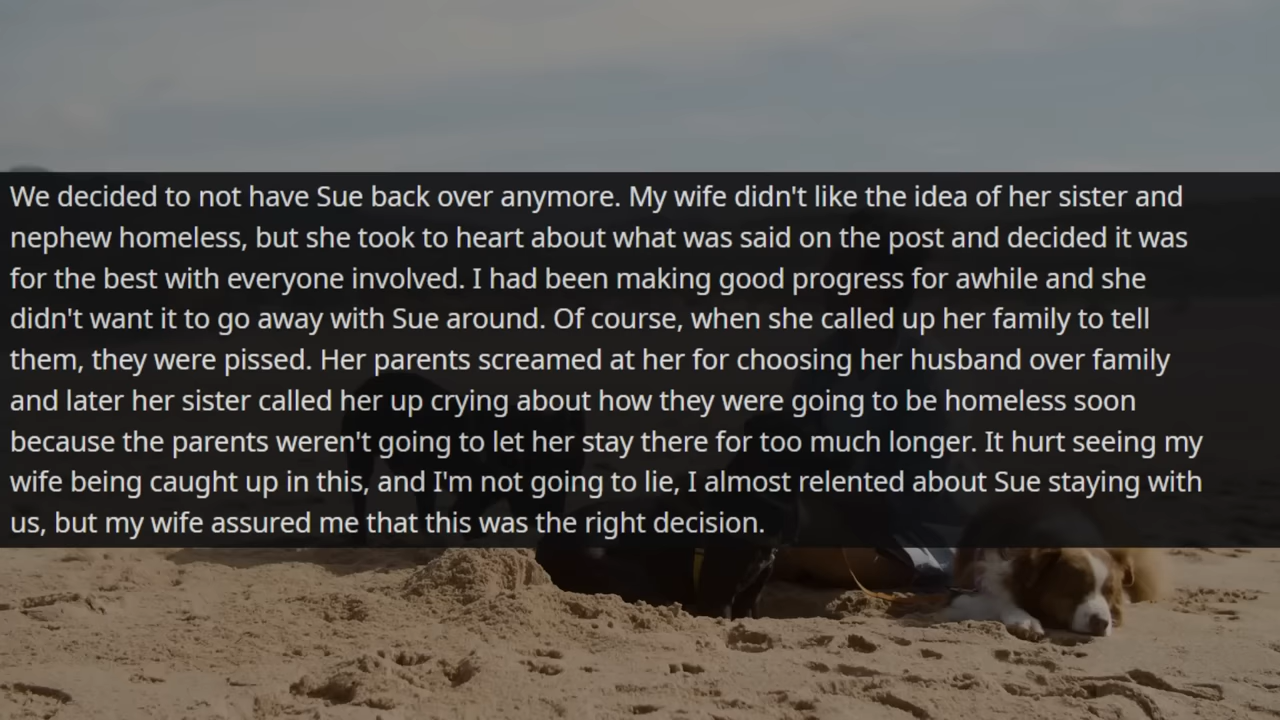 We decided to not have Sue back over anymore. My wife didn't like the idea of her sister and
nephew homeless, but she took to heart about what was said on the post and decided it was
for the best with everyone involved. I had been making good progress for awhile and she
didn't want it to go away with Sue around. Of course, when she called up her family to tell
them, they were pissed. Her parents screamed at her for choosing her husband over family
and later her sister called her up crying about how they were going to be homeless soon
because the parents weren't going to let her stay there for too much longer. It hurt seeing my
wife being caught up in this, and I'm not going to lie, I almost relented about Sue staying with
us, but my wife assured me that this was the right decision.